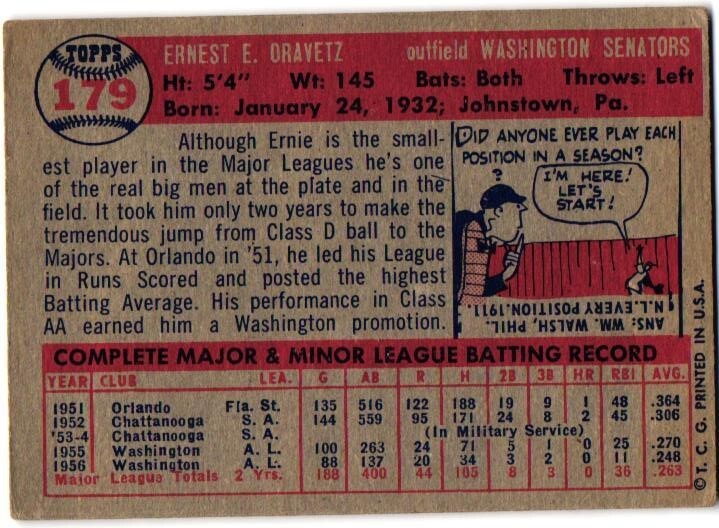 TOPPS
179
ERNEST E. ORAVETZ outfield WASHINGTON SENATORS
Ht: 5'4" Wt: 145 Bats: Both Throws: Left
Born: January 24, 1932; Johnstown, Pa.
Although Ernie is the small-
est player in the Major Leagues he's one
of the real big men at the plate and in the
field. It took him only two years to make the
tremendous jump from Class D ball to the
Majors. At Orlando in '51, he led his League
in Runs Scored and posted the highest
Batting Average. His performance in Class
AA earned him a Washington promotion.
DID ANYONE EVER PLAY EACH
POSITION IN A SEASON?
?
I'M HERE!
LET'S
START!
ANS: WM. WALSH, PHIL.
N.L. EVERY POSITION, 1911.
COMPLETE MAJOR & MINOR LEAGUE BATTING RECORD
YEAR CLUB LEA. G AB R H 2B 3B HR RBI AVG.
1951 Orlando Fla. St. 135 516 122 188 19 9 1 48 .364
1952 Chattanooga S. A. 144 559 95 171 24 8 2 45 .306
'53-4 Chattanooga S. A. (In Military Service)
1955 Washington A. L. 100 263 24 71 5 1 0 25 .270
1956 Washington A. L. 88 137 20 34 3 2 0 11 .248
Major League Totals 2 Yrs. 188 400 44 105 8 3 0 36 .263
© T. C. G. PRINTED IN U.S.A.